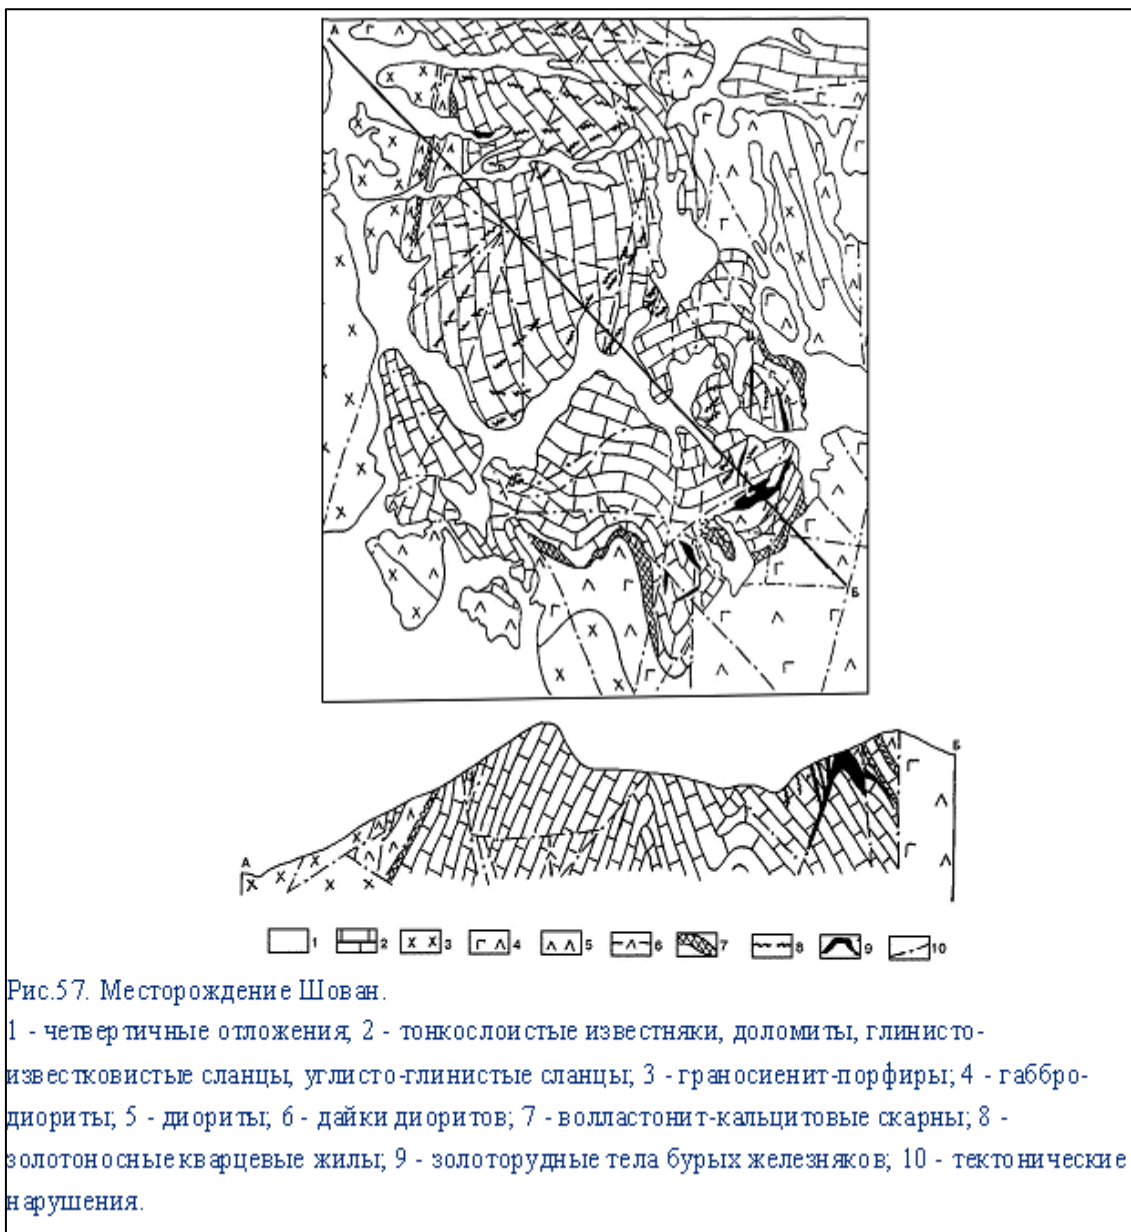 А
Б
А
Б
1 2 3 4 5 6 7 8 9 10
Рис.57. Месторождение Шован.
1 - четвертичные отложения, 2 - тонкослоистые известняки, доломиты, глинисто-
известковистые сланцы, углисто-глинистые сланцы; 3 - граносиенит-порфиры; 4 - габбро-
диориты; 5 - диориты; 6 - дайки диоритов; 7 - волластонит-кальцитовые скарны; 8 -
золотоносные кварцевые жилы; 9 - золоторудные тела бурых железняков; 10 - тектонические
нарушения.